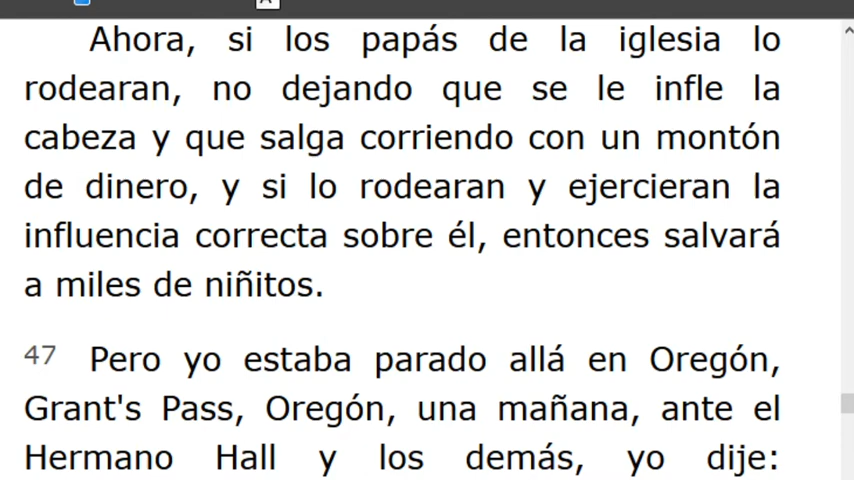 Ahora, si los papás de la iglesia lo
rodearan, no dejando que se le infle la
cabeza y que salga corriendo con un montón
de dinero, y si lo rodearan y ejercieran la
influencia correcta sobre él, entonces salvará
a miles de niñitos.
47 Pero yo estaba parado allá en Oregón,
Grant's Pass, Oregón, una mañana, ante el
Hermano Hall y los demás, yo dije: